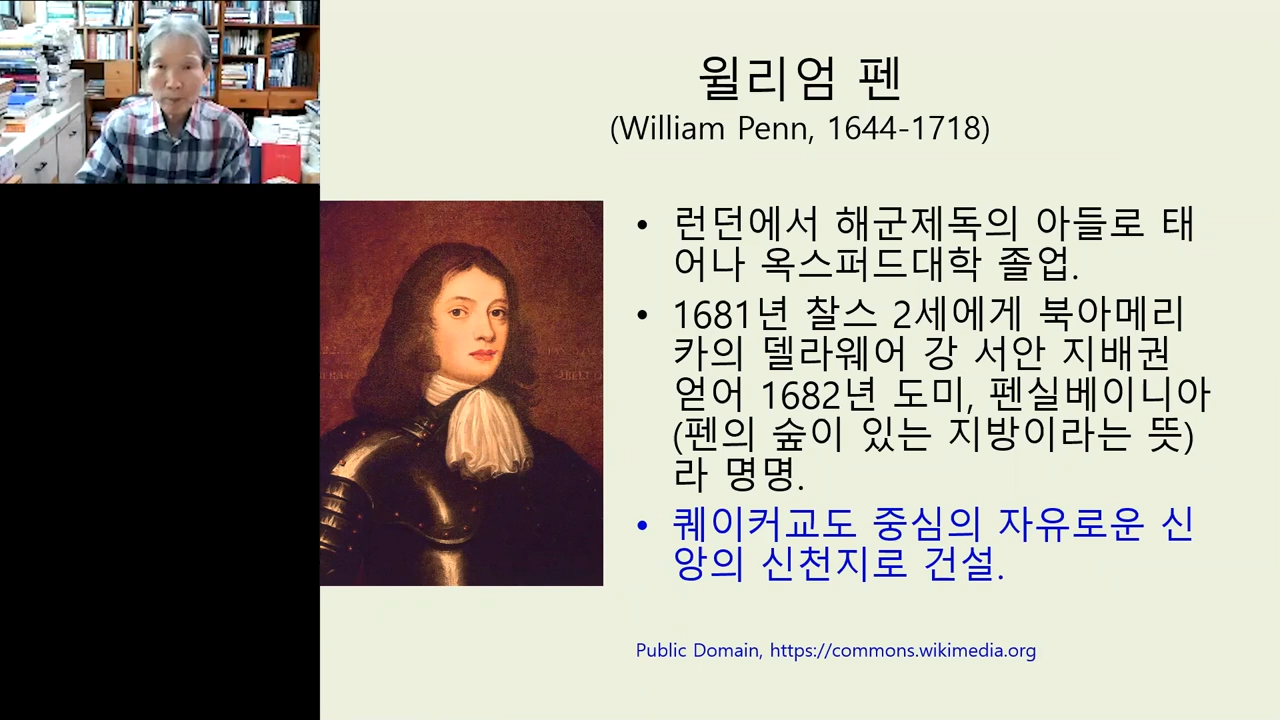 윌리엄 펜
(William Penn, 1644-1718)
• 런던에서 해군제독의 아들로 태
어나 옥스퍼드대학 졸업.
• 1681년 찰스 2세에게 북아메리
카의 델라웨어 강 서안 지배권
얻어 1682년 도미, 펜실베이니아
(펜의 숲이 있는 지방이라는 뜻)
라 명명.
• 퀘이커교도 중심의 자유로운 신
앙의 신천지로 건설.
Public Domain, https://commons.wikimedia.org